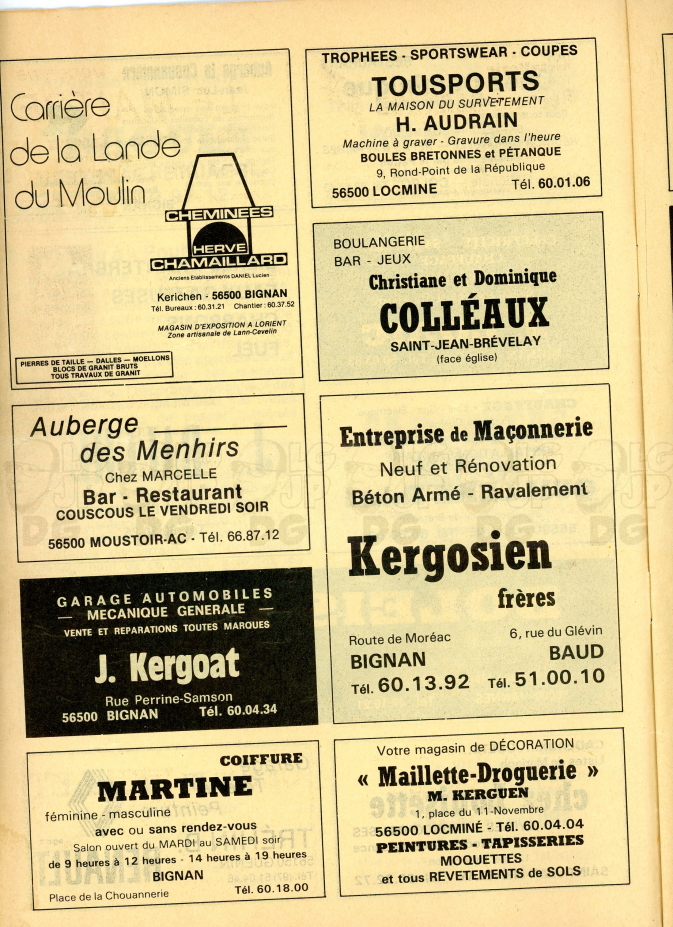 Carrière
de la Lande
du Moulin
CHEMINEES
HERVE
CHAMAILLARD
Anciens Etablissements DANIEL Lucien
Kerichen - 56500 BIGNAN
Tél. Bureaux : 60.31.21 Chantier : 60.37.52
MAGASIN D'EXPOSITION A LORIENT
Zone artisanale de Lann-Gavelin
PIERRES DE TAILLE — DALLES — MOELLONS
BLOCS DE GRANIT BRUTS
TOUS TRAVAUX DE GRANIT
TROPHEES - SPORTSWEAR - COUPES
TOUSPORTS
LA MAISON DU SURVETEMENT
H. AUDRAIN
Machine à graver - Gravure dans l'heure
BOULES BRETONNES et PÉTANQUE
9, Rond-Point de la République
56500 LOCMINE Tél. 60.01.06
BOULANGERIE
BAR - JEUX
Christiane et Dominique
COLLÉAUX
SAINT-JEAN-BRÉVELAY
(face église)
Auberge
des Menhirs
Chez MARCELLE
Bar - Restaurant
COUSCOUS LE VENDREDI SOIR
56500 MOUSTOIR-AC - Tél. 66.87.12
Entreprise de Maçonnerie
Neuf et Rénovation
Béton Armé - Ravalement
Kergosien
frères
Route de Moréac
BIGNAN
Tél. 60.13.92
6, rue du Glévin
BAUD
Tél. 51.00.10
GARAGE AUTOMOBILES
— MECANIQUE GENERALE —
VENTE ET REPARATIONS TOUTES MARQUES
J. Kergoat
Rue Perrine-Samson
56500 BIGNAN Tél. 60.04.34
COIFFURE
MARTINE
féminine - masculine
avec ou sans rendez-vous
Salon ouvert du MARDI au SAMEDI soir
de 9 heures à 12 heures - 14 heures à 19 heures
BIGNAN
Place de la Chouannerie Tél. 60.18.00
Votre magasin de DÉCORATION
« Maillette-Droguerie »
M. KERGUEN
1, place du 11-Novembre
56500 LOCMINÉ - Tél. 60.04.04
PEINTURES - TAPISSERIES
MOQUETTES
et tous REVETEMENTS de SOLS